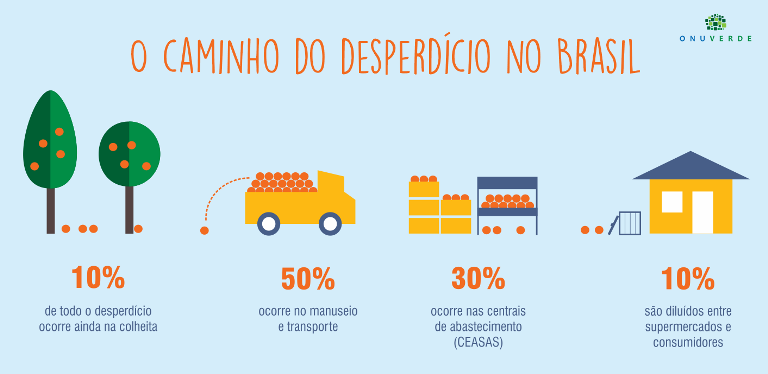 ONUVERDE
O CAMINHO DO DESPERDÍCIO NO BRASIL
10%
de todo o desperdício
ocorre ainda na colheita
50%
ocorre no manuseio
e transporte
30%
ocorre nas centrais
de abastecimento
(CEASAS)
10%
são diluídos entre
supermercados e
consumidores